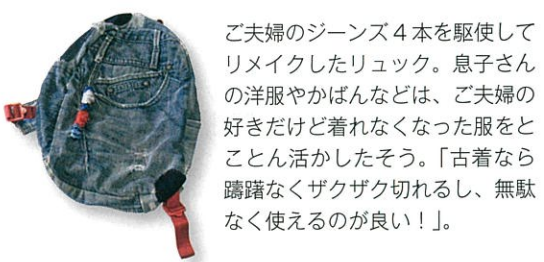 ご夫婦のジーンズ４本を駆使して
リメイクしたリュック。息子さん
の洋服やかばんなどは、ご夫婦の
好きだけど着れなくなった服をと
ことん活かしたそう。「古着なら
躊躇なくザクザク切れるし、無駄
なく使えるのが良い！」。